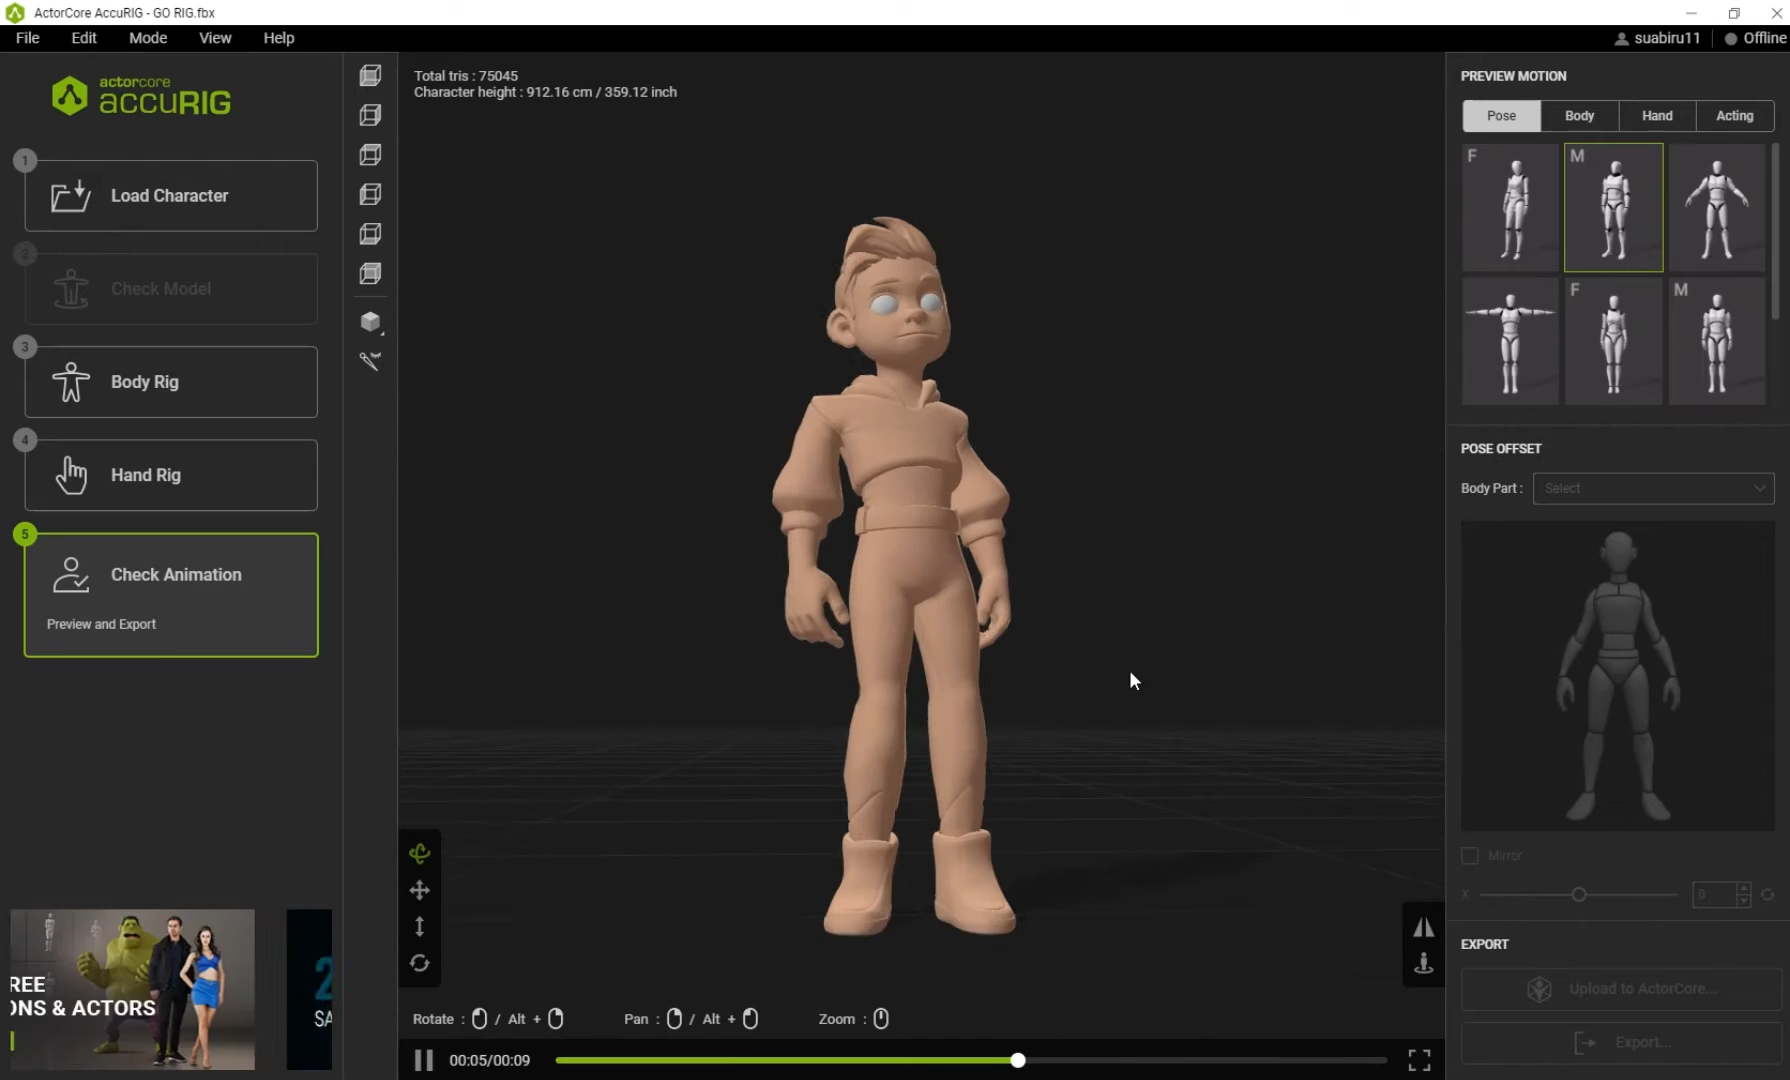 ActorCore AccuRIG - GO RIG.fbx
File Edit Mode View Help
suabiru11 Offline
actorcore
accuRIG
1
Load Character
2
Check Model
3
Body Rig
4
Hand Rig
5
Check Animation
Preview and Export
REE
ONS & ACTORS
2
SA
Total tris : 75045
Character height : 912.16 cm / 359.12 inch
Rotate : / Alt + Pan : / Alt + Zoom :
00:05/00:09
PREVIEW MOTION
Pose Body Hand Acting
F M
F M
POSE OFFSET
Body Part : Select
Mirror
X 0
EXPORT
Upload to ActorCore...
Export...